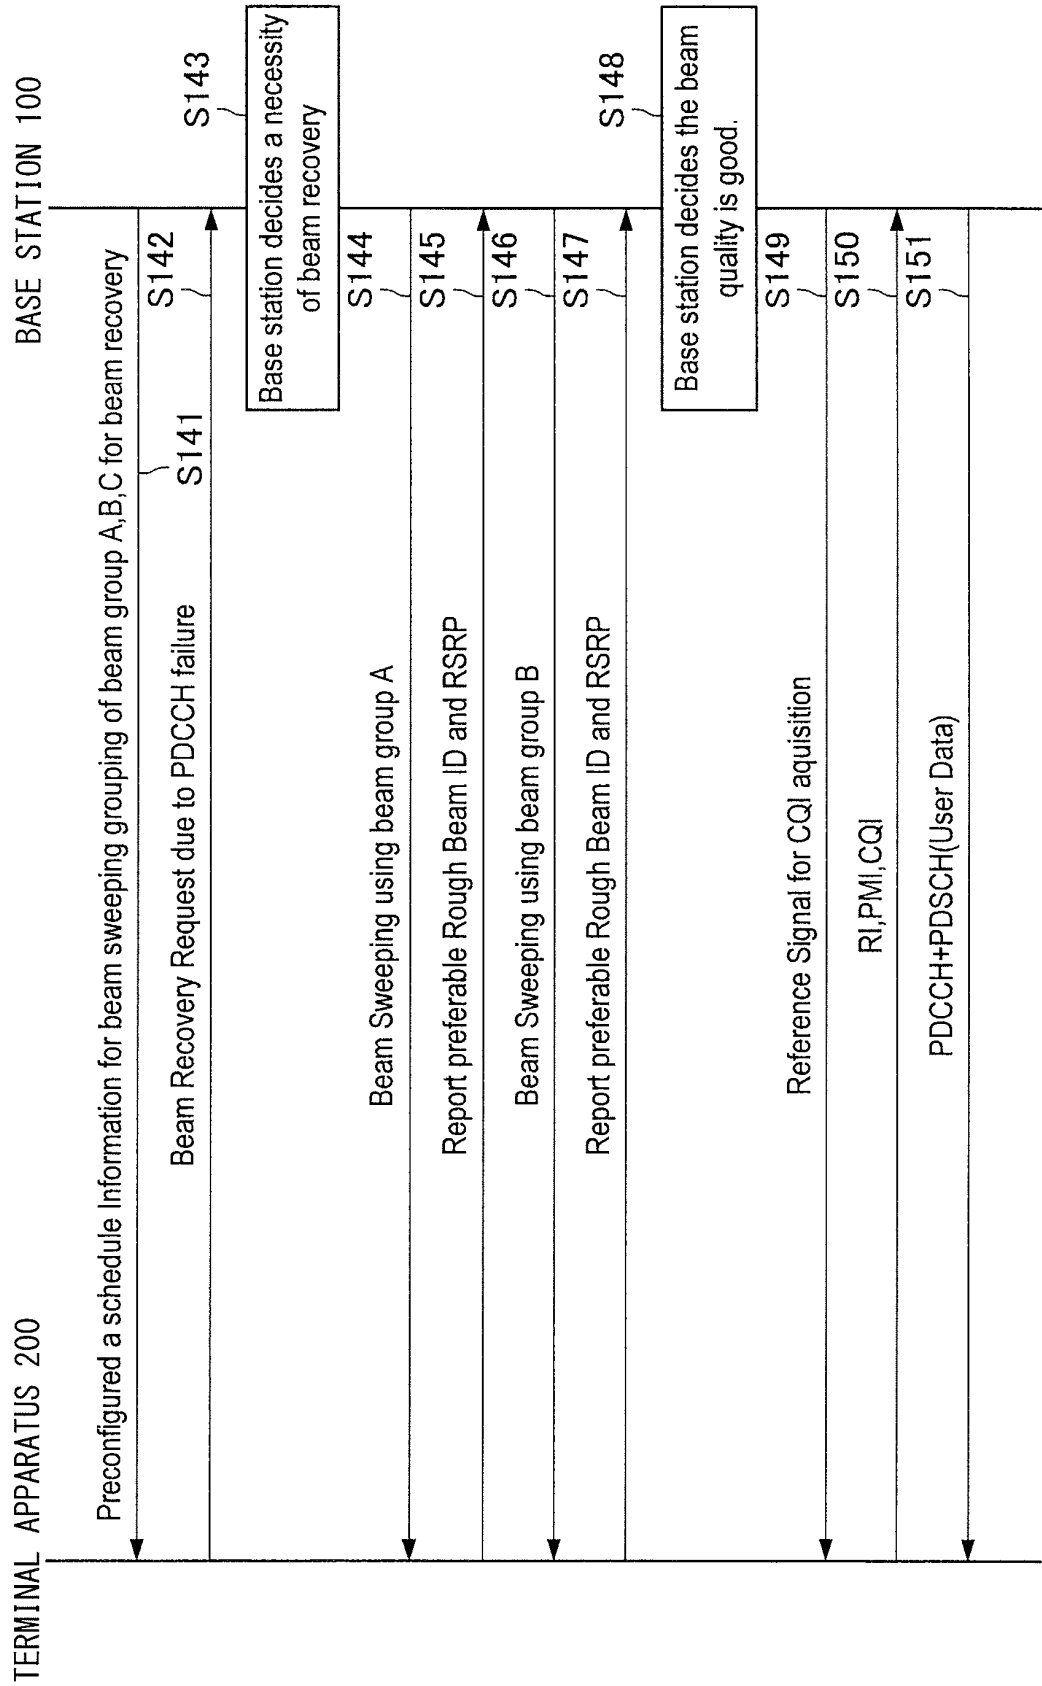 TERMINAL APPARATUS 200
BASE STATION 100
Preconfigured a schedule Information for beam sweeping grouping of beam group A,B,C for beam recovery
S141
S142
Beam Recovery Request due to PDCCH failure
S143
Base station decides a necessity
of beam recovery
S144
Beam Sweeping using beam group A
S145
Report preferable Rough Beam ID and RSRP
S146
Beam Sweeping using beam group B
S147
Report preferable Rough Beam ID and RSRP
S148
Base station decides the beam
quality is good.
S149
Reference Signal for CQI aquisition
S150
RI,PMI,CQI
S151
PDCCH+PDSCH(User Data)